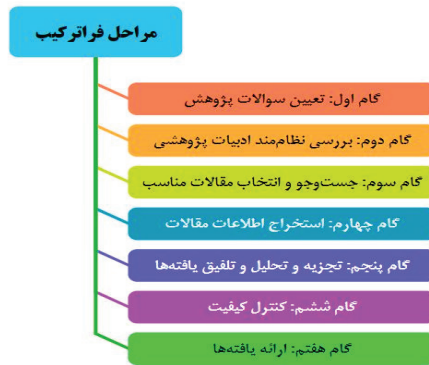 مراحل فراترکیب
گام اول: تعیین سوالات پژوهش
گام دوم: بررسی نظام‌مند ادبیات پژوهشی
گام سوم: جست‌وجو و انتخاب مقالات مناسب
گام چهارم: استخراج اطلاعات مقالات
گام پنجم: تجزیه و تحلیل و تلفیق یافته‌ها
گام ششم: کنترل کیفیت
گام هفتم: ارائه یافته‌ها